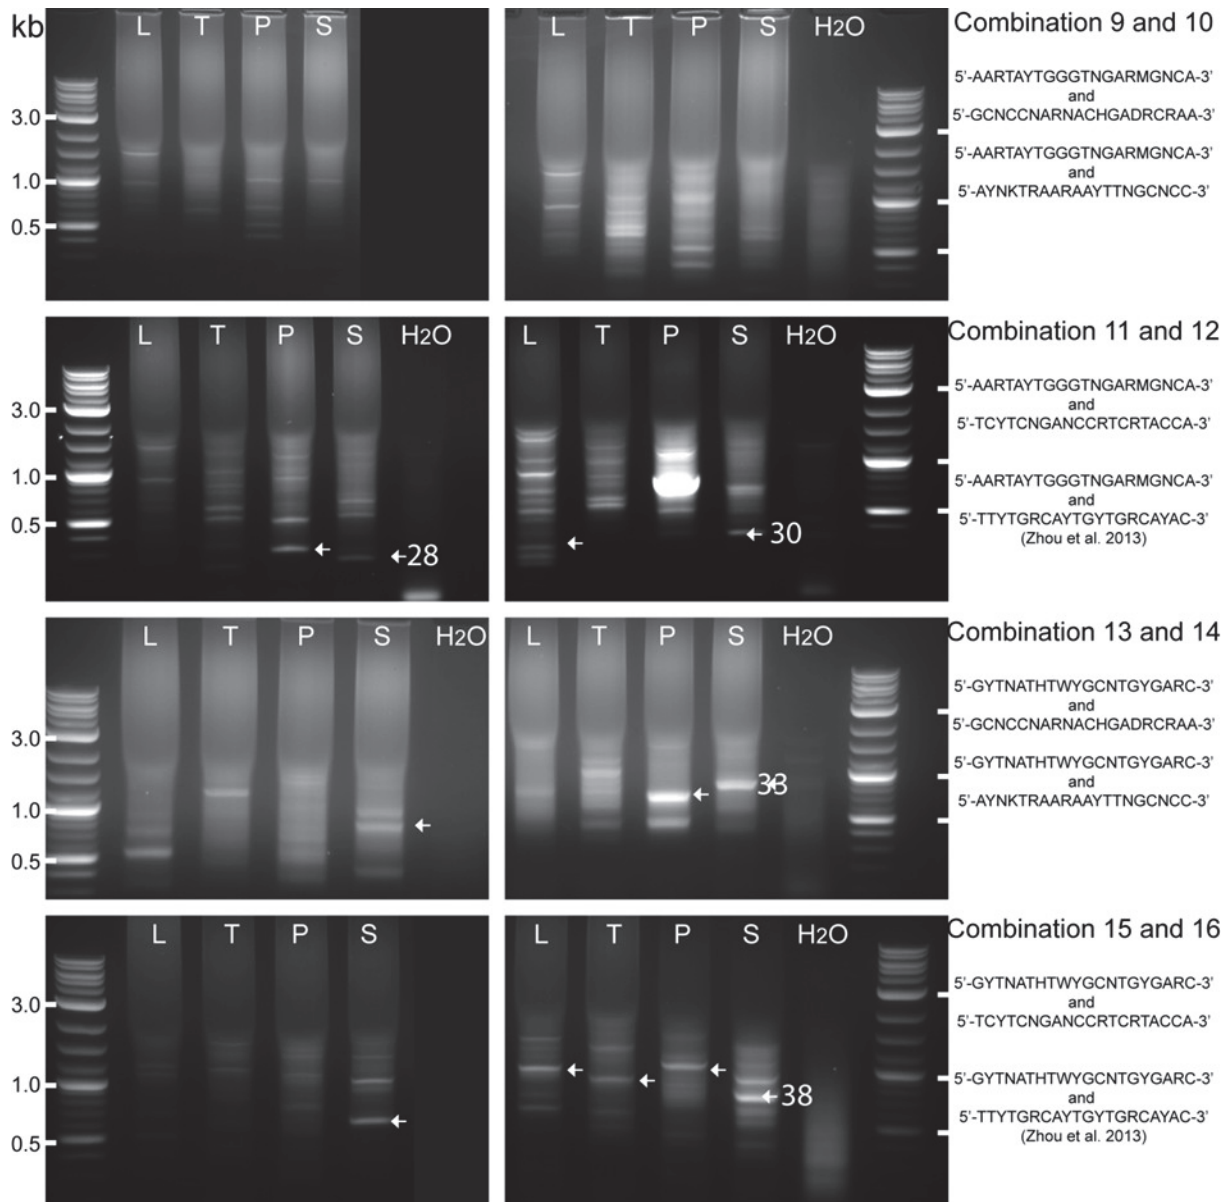 kb L T P S L T P S H2O Combination 9 and 10
5'-AARTAYTGGGTNGARMGNCA-3'
and
3.0 5'-GCNCCNARNACHGADRCRAA-3'
5'-AARTAYTGGGTNGARMGNCA-3'
1.0 and
5'-AYNKTRAARAAYTTNGCNCC-3'
0.5
L T P S H2O L T P S H2O Combination 11 and 12
5'-AARTAYTGGGTNGARMGNCA-3'
3.0 and
5'-TCYTCNGANCCRTCRTACCA-3'
1.0 5'-AARTAYTGGGTNGARMGNCA-3'
and
0.5 5'-TTYTGRCAYTGYTGRCAYAC-3'
28 30 (Zhou et al. 2013)
L T P S H2O L T P S H2O Combination 13 and 14
5'-GYTNATHTWYGCNTGYGARC-3'
and
5'-GCNCCNARNACHGADRCRAA-3'
3.0
5'-GYTNATHTWYGCNTGYGARC-3'
33 and
1.0 5'-AYNKTRAARAAYTTNGCNCC-3'
0.5
L T P S L T P S H2O Combination 15 and 16
5'-GYTNATHTWYGCNTGYGARC-3'
3.0 and
5'-TCYTCNGANCCRTCRTACCA-3'
1.0 5'-GYTNATHTWYGCNTGYGARC-3'
38 and
5'-TTYTGRCAYTGYTGRCAYAC-3'
0.5 (Zhou et al. 2013)